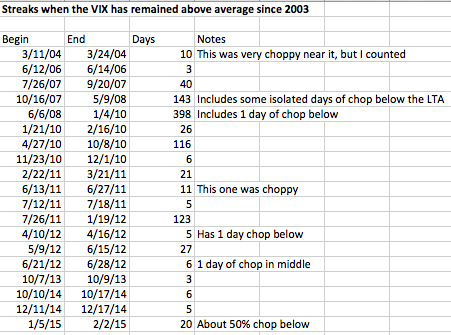 Streaks when the VIX has remained above average since 2003
Begin End Days Notes
3/11/04 3/24/04 10 This was very choppy near it, but I counted
6/12/06 6/14/06 3
7/26/07 9/20/07 40
10/16/07 5/9/08 143 Includes some isolated days of chop below the LTA
6/6/08 1/4/10 398 Includes 1 day of chop below
1/21/10 2/16/10 26
4/27/10 10/8/10 116
11/23/10 12/1/10 6
2/22/11 3/21/11 21
6/13/11 6/27/11 11 This one was choppy
7/12/11 7/18/11 5
7/26/11 1/19/12 123
4/10/12 4/16/12 5 Has 1 day chop below
5/9/12 6/15/12 27
6/21/12 6/28/12 6 1 day of chop in middle
10/7/13 10/9/13 3
10/10/14 10/17/14 6
12/11/14 12/17/14 5
1/5/15 2/2/15 20 About 50% chop below